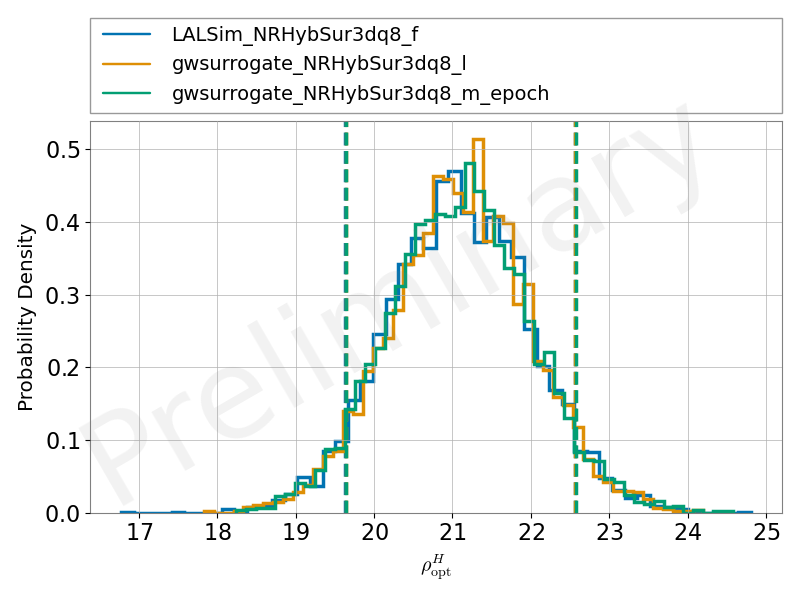 LALSim_NRHybSur3dq8_f
gwsurrogate_NRHybSur3dq8_l
gwsurrogate_NRHybSur3dq8_m_epoch
Preliminary
Probability Density
0.5
0.4
0.3
0.2
0.1
0.0
17 18 19 20 21 22 23 24 25
ρ^H_opt